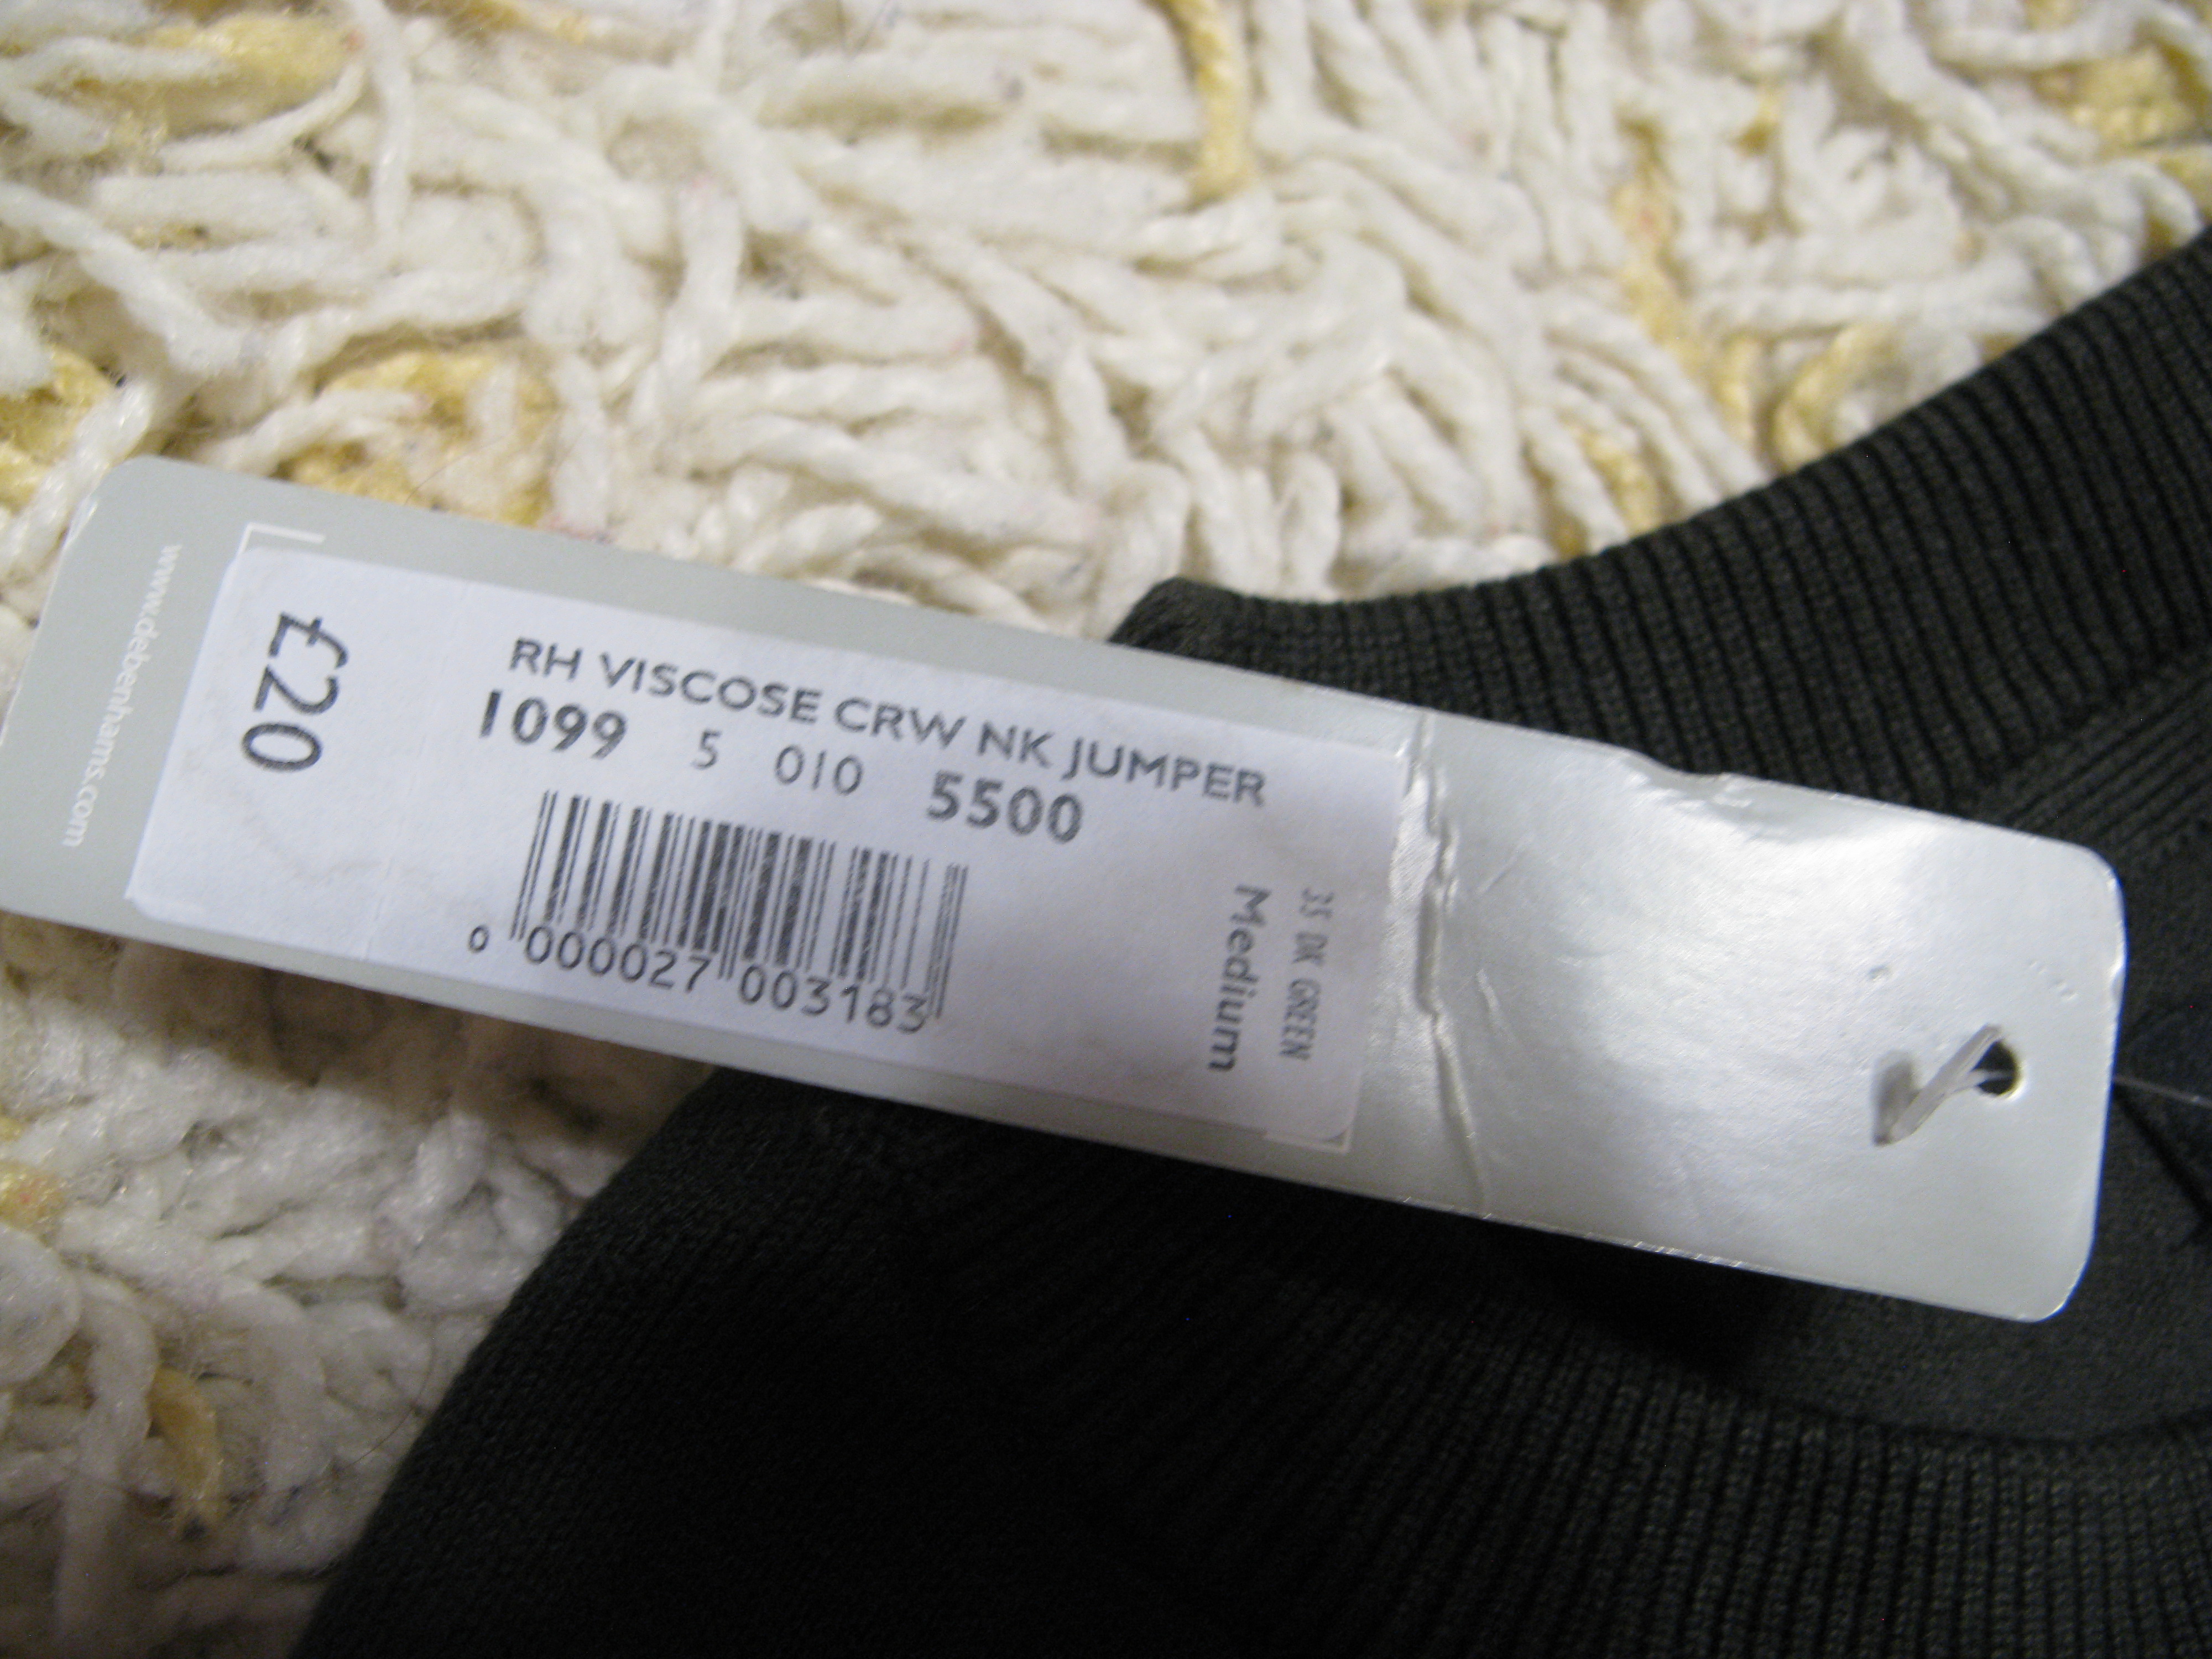 www.debenhams.com
£20
RH VISCOSE CRW NK JUMPER
1099 5 010 5500
0 000027 003183
35 DK GREEN
Medium